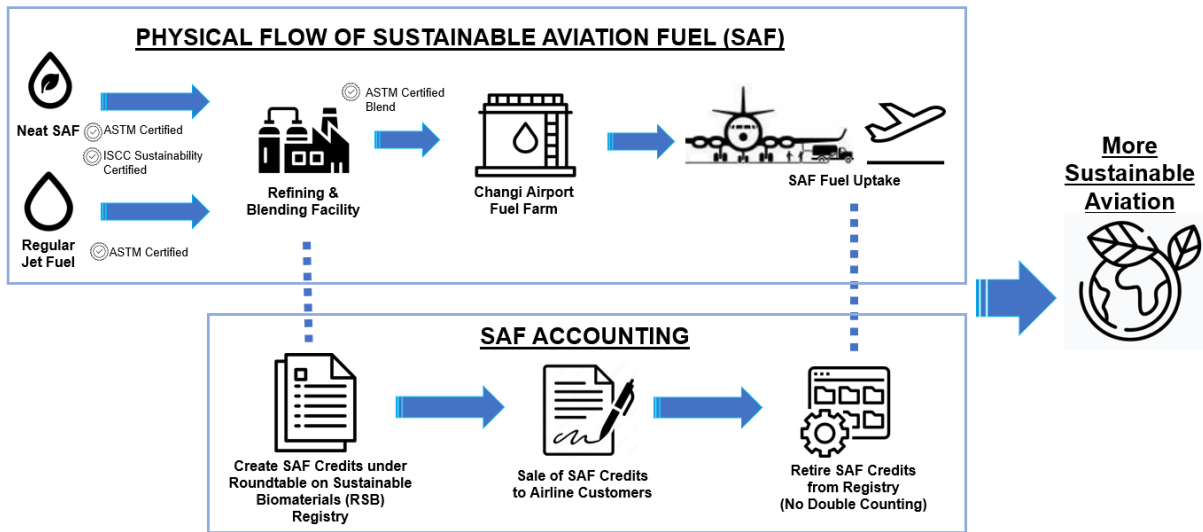 PHYSICAL FLOW OF SUSTAINABLE AVIATION FUEL (SAF)
Neat SAF
ASTM Certified
ISCC Sustainability
Certified
Regular
Jet Fuel
ASTM Certified
Refining &
Blending Facility
ASTM Certified
Blend
Changi Airport
Fuel Farm
SAF Fuel Uptake
More
Sustainable
Aviation
SAF ACCOUNTING
Create SAF Credits under
Roundtable on Sustainable
Biomaterials (RSB)
Registry
Sale of SAF Credits
to Airline Customers
Retire SAF Credits
from Registry
(No Double Counting)